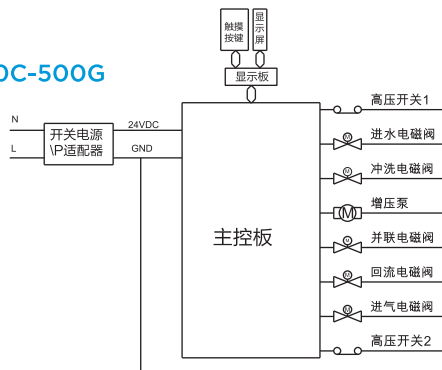 触摸
按键
显
示
屏
显示板
DC-500G
N
L
开关电源
\P适配器
24VDC
GND
主控板
高压开关1
M
进水电磁阀
M
冲洗电磁阀
M
增压泵
M
并联电磁阀
M
回流电磁阀
M
进气电磁阀
高压开关2